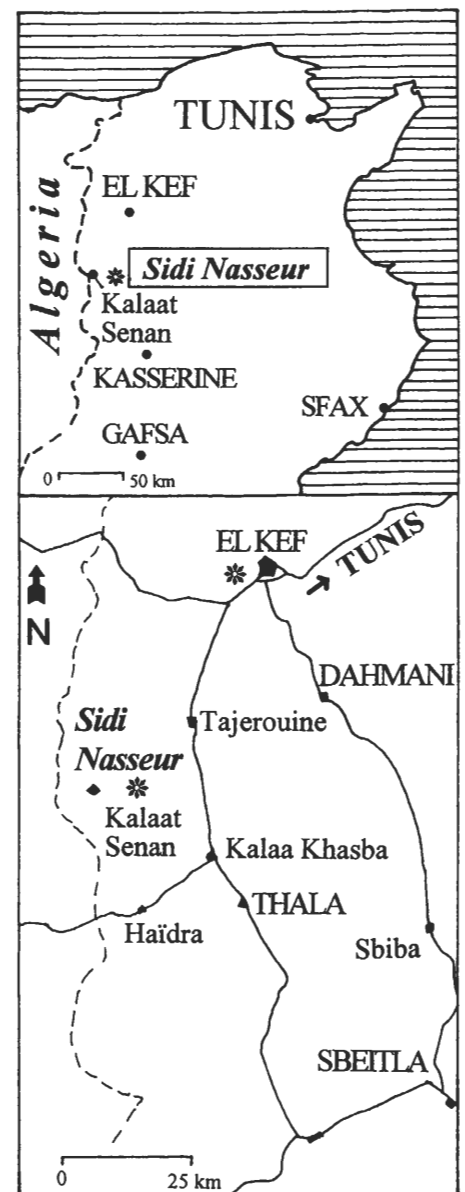 TUNIS
Algeria
EL KEF
Sidi Nasseur
Kalaat
Senan
KASSERINE
SFAX
GAFSA
0 50 km
EL KEF
TUNIS
N
DAHMANI
Sidi
Nasseur
Tajerouine
Kalaat
Senan
Kalaa Khasba
THALA
Haïdra
Sbiba
SBEITLA
0 25 km